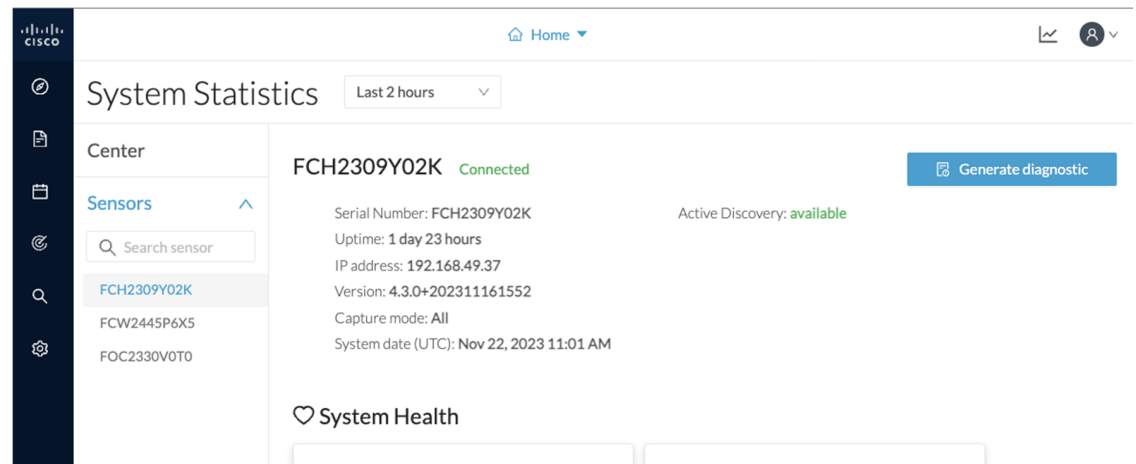 CISCO
Home
System Statistics
Last 2 hours
Center
Sensors
Search sensor
FCH2309Y02K
FCW2445P6X5
FOC2330V0T0
FCH2309Y02K Connected
Generate diagnostic
Serial Number: FCH2309Y02K
Active Discovery: available
Uptime: 1 day 23 hours
IP address: 192.168.49.37
Version: 4.3.0+202311161552
Capture mode: All
System date (UTC): Nov 22, 2023 11:01 AM
System Health